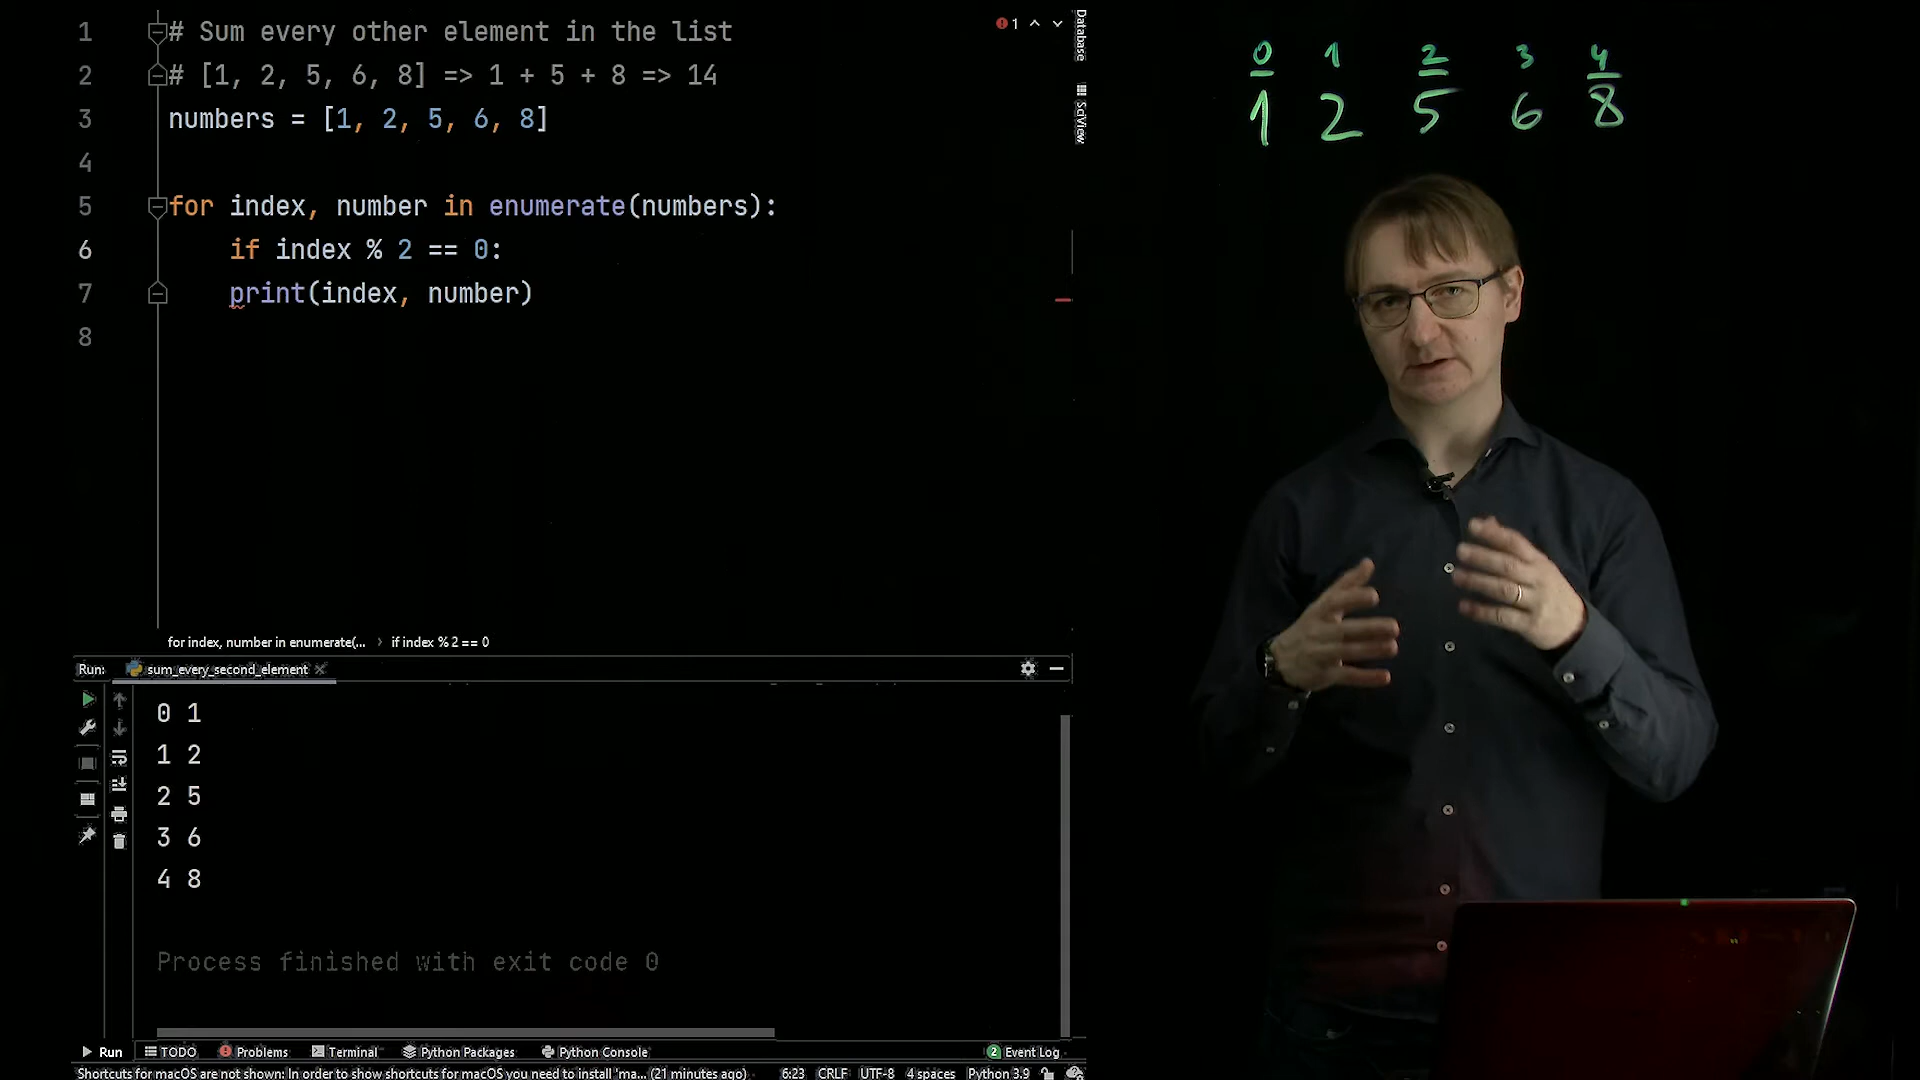 1 # Sum every other element in the list
2 # [1, 2, 5, 6, 8] => 1 + 5 + 8 => 14
3 numbers = [1, 2, 5, 6, 8]
4
5 for index, number in enumerate(numbers):
6 if index % 2 == 0:
7 print(index, number)
8
1
Database
SciView
0 1 2 3 4
1 2 5 6 8
for index, number in enumerate(... › if index % 2 == 0
Run: sum_every_second_element
0 1
1 2
2 5
3 6
4 8
Process finished with exit code 0
Run TODO Problems Terminal Python Packages Python Console 2 Event Log
Shortcuts for macOS are not shown: In order to show shortcuts for macOS you need to install 'ma... (21 minutes ago) 6:23 CRLF UTF-8 4 spaces Python 3.9